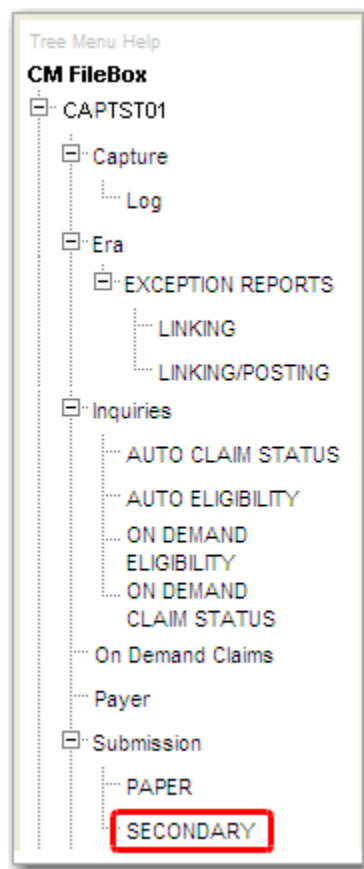 Tree Menu Help
CM FileBox
CAPTST01
Capture
Log
Era
EXCEPTION REPORTS
LINKING
LINKING/POSTING
Inquiries
AUTO CLAIM STATUS
AUTO ELIGIBILITY
ON DEMAND
ELIGIBILITY
ON DEMAND
CLAIM STATUS
On Demand Claims
Payer
Submission
PAPER
SECONDARY